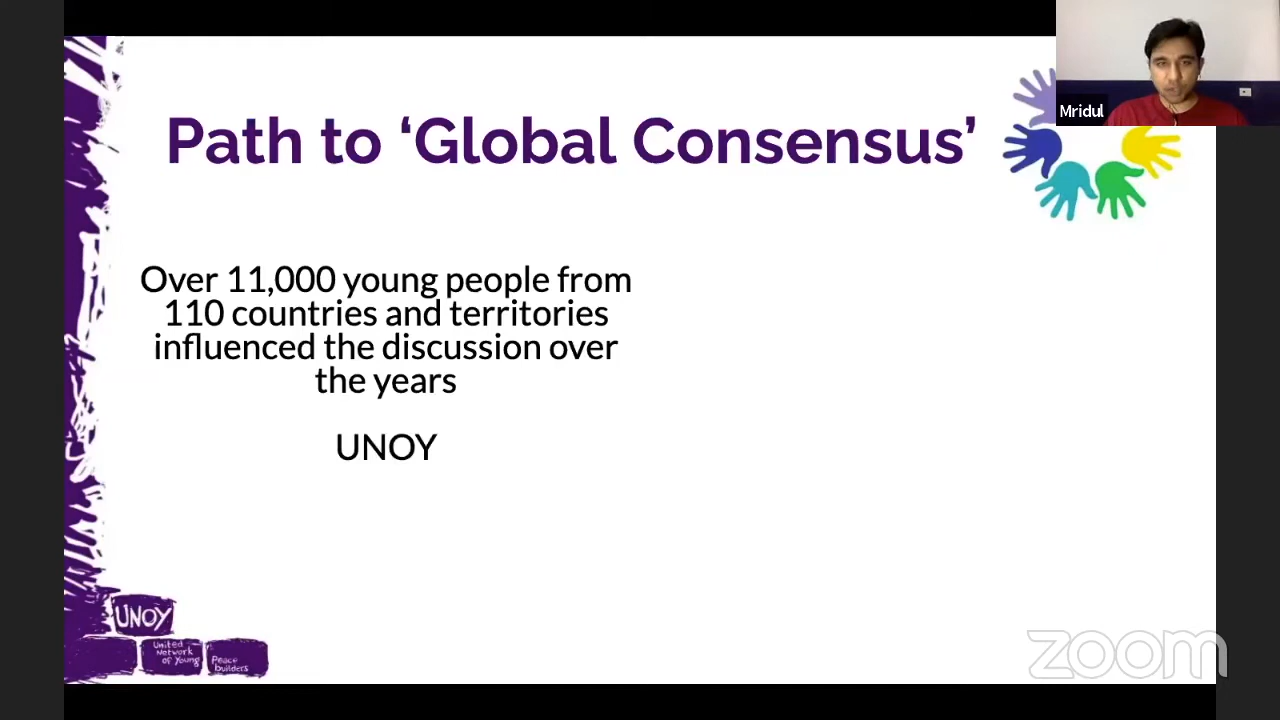 Mridul
Path to ‘Global Consensus’
Over 11,000 young people from
110 countries and territories
influenced the discussion over
the years
UNOY
UNOY
United
Network
of Young
Peace
builders
zoom